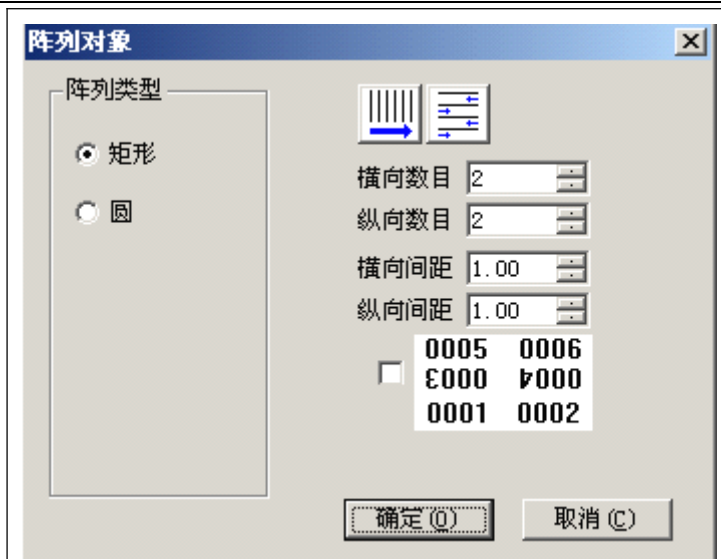 阵列对象
阵列类型
矩形
圆
横向数目 2
纵向数目 2
横向间距 1.00
纵向间距 1.00
0005 0006
0003 0004
0001 0002
确定(O) 取消(C)